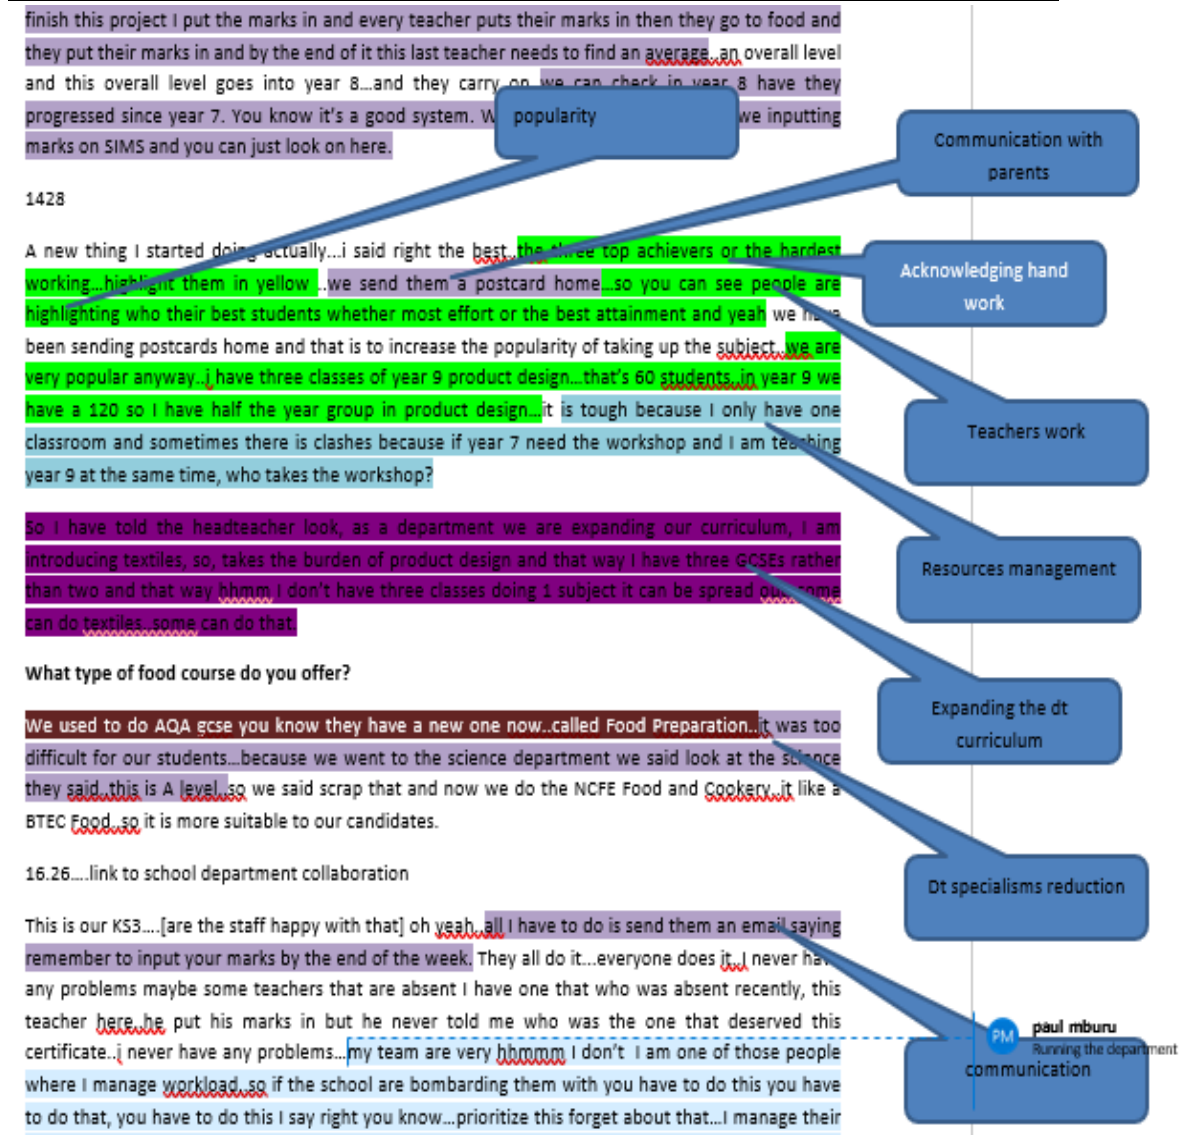 finish this project I put the marks in and every teacher puts their marks in then they go to food and
they put their marks in and by the end of it this last teacher needs to find an average..an overall level
and this overall level goes into year 8...and they carry on we can check in year 8 have they
progressed since year 7. You know it's a good system. W we inputting
marks on SIMS and you can just look on here.
popularity
Communication with
parents
1428
A new thing I started doing actually...i said right the best..the three top achievers or the hardest
working...highlight them in yellow ..we send them a postcard home...so you can see people are
highlighting who their best students whether most effort or the best attainment and yeah we have
been sending postcards home and that is to increase the popularity of taking up the subject..we are
very popular anyway..i have three classes of year 9 product design...that's 60 students..in year 9 we
have a 120 so I have half the year group in product design...it is tough because I only have one
classroom and sometimes there is clashes because if year 7 need the workshop and I am teaching
year 9 at the same time, who takes the workshop?
Acknowledging hand
work
Teachers work
So I have told the headteacher look, as a department we are expanding our curriculum, I am
introducing textiles, so, takes the burden of product design and that way I have three GCSEs rather
than two and that way hhmm I don't have three classes doing 1 subject it can be spread out some
can do textiles..some can do that.
Resources management
What type of food course do you offer?
Expanding the dt
curriculum
We used to do AQA gcse you know they have a new one now..called Food Preparation..it was too
difficult for our students...because we went to the science department we said look at the science
they said..this is A level..so we said scrap that and now we do the NCFE Food and Cookery..it like a
BTEC Food..so it is more suitable to our candidates.
Dt specialisms reduction
16.26....link to school department collaboration
This is our KS3....[are the staff happy with that] oh yeah..all I have to do is send them an email saying
remember to input your marks by the end of the week. They all do it...everyone does it..I never have
any problems maybe some teachers that are absent I have one that who was absent recently, this
teacher here..he put his marks in but he never told me who was the one that deserved this
certificate..i never have any problems...my team are very hhmmm I don't I am one of those people
where I manage workload..so if the school are bombarding them with you have to do this you have
to do that, you have to do this I say right you know...prioritize this forget about that...I manage their
PM
paul mburu
Running the department
communication